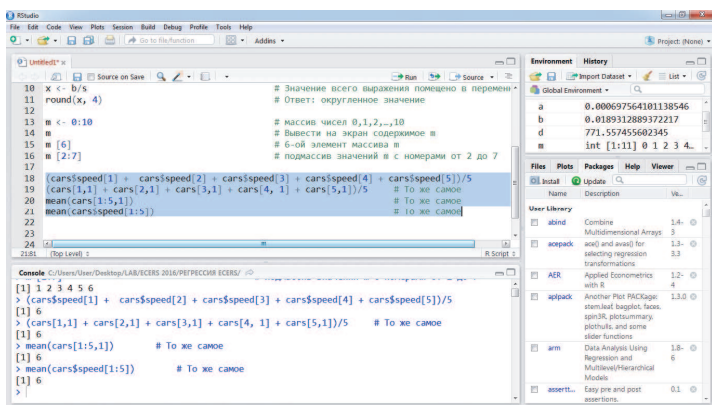 RStudio
File Edit Code View Plots Session Build Debug Profile Tools Help
Go to file/function Addins Project: (None)
Untitled1* x
Source on Save Run Source
10 x <- b/s # Значение всего выражения помещено в перемен
11 round(x, 4) # Ответ: округленное значение
12
13 m <- 0:10 # массив чисел 0,1,2,…,10
14 m # Вывести на экран содержимое m
15 m [6] # 6-ой элемент массива m
16 m [2:7] # подмассив значений m с номерами от 2 до 7
17
18 (cars$speed[1] + cars$speed[2] + cars$speed[3] + cars$speed[4] + cars$speed[5])/5
19 (cars[1,1] + cars[2,1] + cars[3,1] + cars[4, 1] + cars[5,1])/5 # То же самое
20 mean(cars[1:5,1]) # То же самое
21 mean(cars$speed[1:5]) # То же самое
22
23
24
21:81 (Top Level) R Script
Console C:/Users/User/Desktop/LAB/ECERS 2016/РЕГРЕССИЯ ECERS/
[1] 1 2 3 4 5 6
> (cars$speed[1] + cars$speed[2] + cars$speed[3] + cars$speed[4] + cars$speed[5])/5
[1] 6
> (cars[1,1] + cars[2,1] + cars[3,1] + cars[4, 1] + cars[5,1])/5 # То же самое
[1] 6
> mean(cars[1:5,1]) # То же самое
[1] 6
> mean(cars$speed[1:5]) # То же самое
[1] 6
>
Environment History
Import Dataset List
Global Environment
a 0.000697564101138546
b 0.0189312889372217
d 771.557455602345
m int [1:11] 0 1 2 3 4…
Files Plots Packages Help Viewer
Install Update
Name Description Ve...
User Library
abind Combine 1.4-
Multidimensional Arrays 3
acepack ace() and avas() for 1.3-
selecting regression 3.3
transformations
AER Applied Econometrics 1.2-
with R 4
aplpack Another Plot PACKage: 1.3.0
stem.leaf, bagplot, faces,
spin3R, plotsummary,
plothulls, and some
slider functions
arm Data Analysis Using 1.8-
Regression and 6
Multilevel/Hierarchical
Models
assertt... Easy pre and post 0.1
assertions.